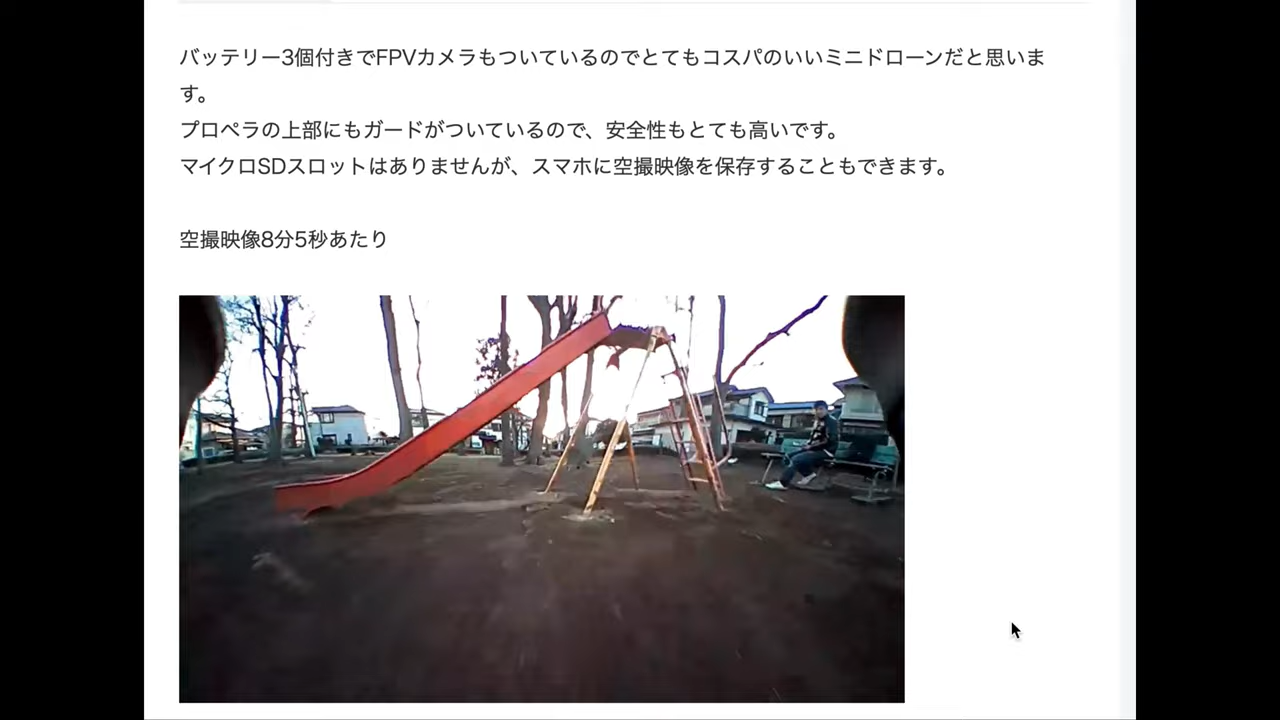 バッテリー3個付きでFPVカメラもついているのでとてもコスパのいいミニドローンだと思いま
す。
プロペラの上部にもガードがついているので、安全性もとても高いです。
マイクロSDスロットはありませんが、スマホに空撮映像を保存することもできます。
空撮映像8分5秒あたり